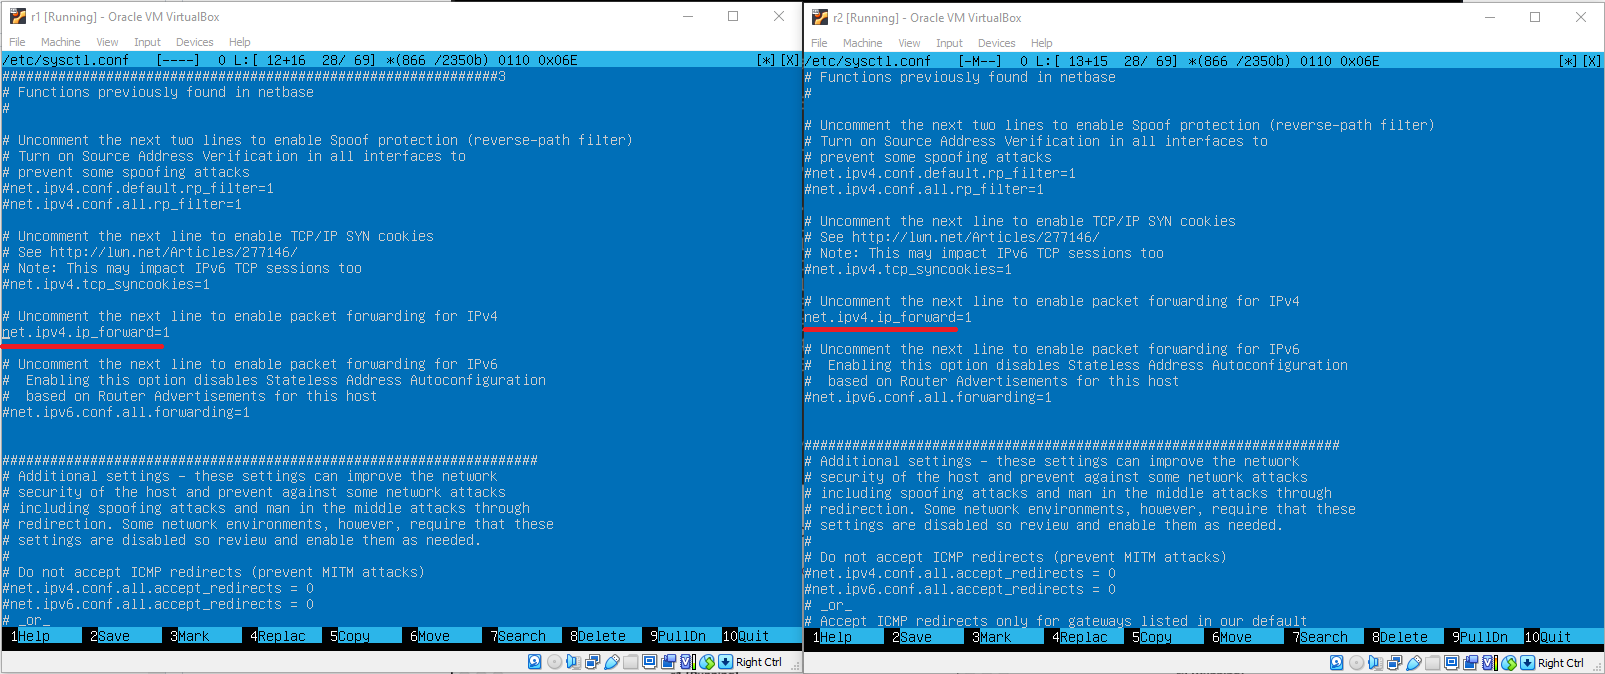 r1 [Running] - Oracle VM VirtualBox
File Machine View Input Devices Help
/etc/sysctl.conf [----] 0 L:[ 12+16 28/ 69] *(866 /2350b) 0110 0x06E [*][X]
##############################################################3
# Functions previously found in netbase
#
# Uncomment the next two lines to enable Spoof protection (reverse-path filter)
# Turn on Source Address Verification in all interfaces to
# prevent some spoofing attacks
#net.ipv4.conf.default.rp_filter=1
#net.ipv4.conf.all.rp_filter=1
# Uncomment the next line to enable TCP/IP SYN cookies
# See http://lwn.net/Articles/277146/
# Note: This may impact IPv6 TCP sessions too
#net.ipv4.tcp_syncookies=1
# Uncomment the next line to enable packet forwarding for IPv4
net.ipv4.ip_forward=1
# Uncomment the next line to enable packet forwarding for IPv6
#  Enabling this option disables Stateless Address Autoconfiguration
#  based on Router Advertisements for this host
#net.ipv6.conf.all.forwarding=1
###################################################################
# Additional settings - these settings can improve the network
# security of the host and prevent against some network attacks
# including spoofing attacks and man in the middle attacks through
# redirection. Some network environments, however, require that these
# settings are disabled so review and enable them as needed.
#
# Do not accept ICMP redirects (prevent MITM attacks)
#net.ipv4.conf.all.accept_redirects = 0
#net.ipv6.conf.all.accept_redirects = 0
# _or_
1Help 2Save 3Mark 4Replac 5Copy 6Move 7Search 8Delete 9PullDn 10Quit
Right Ctrl
r2 [Running] - Oracle VM VirtualBox
File Machine View Input Devices Help
/etc/sysctl.conf [-M--] 0 L:[ 13+15 28/ 69] *(866 /2350b) 0110 0x06E [*][X]
# Functions previously found in netbase
#
# Uncomment the next two lines to enable Spoof protection (reverse-path filter)
# Turn on Source Address Verification in all interfaces to
# prevent some spoofing attacks
#net.ipv4.conf.default.rp_filter=1
#net.ipv4.conf.all.rp_filter=1
# Uncomment the next line to enable TCP/IP SYN cookies
# See http://lwn.net/Articles/277146/
# Note: This may impact IPv6 TCP sessions too
#net.ipv4.tcp_syncookies=1
# Uncomment the next line to enable packet forwarding for IPv4
net.ipv4.ip_forward=1
# Uncomment the next line to enable packet forwarding for IPv6
#  Enabling this option disables Stateless Address Autoconfiguration
#  based on Router Advertisements for this host
#net.ipv6.conf.all.forwarding=1
###################################################################
# Additional settings - these settings can improve the network
# security of the host and prevent against some network attacks
# including spoofing attacks and man in the middle attacks through
# redirection. Some network environments, however, require that these
# settings are disabled so review and enable them as needed.
#
# Do not accept ICMP redirects (prevent MITM attacks)
#net.ipv4.conf.all.accept_redirects = 0
#net.ipv6.conf.all.accept_redirects = 0
# _or_
# Accept ICMP redirects only for gateways listed in our default
1Help 2Save 3Mark 4Replac 5Copy 6Move 7Search 8Delete 9PullDn 10Quit
Right Ctrl